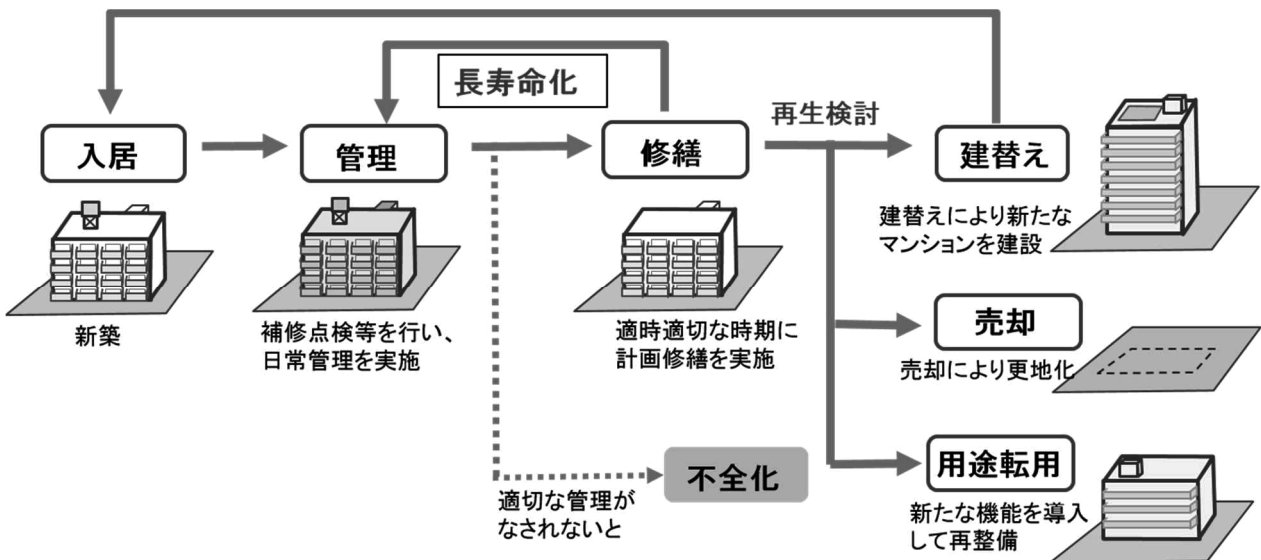 長寿命化
再生検討
入居
管理
修繕
建替え
新築
補修点検等を行い、
日常管理を実施
適時適切な時期に
計画修繕を実施
建替えにより新たな
マンションを建設
売却
売却により更地化
不全化
適切な管理が
なされないと
用途転用
新たな機能を導入
して再整備